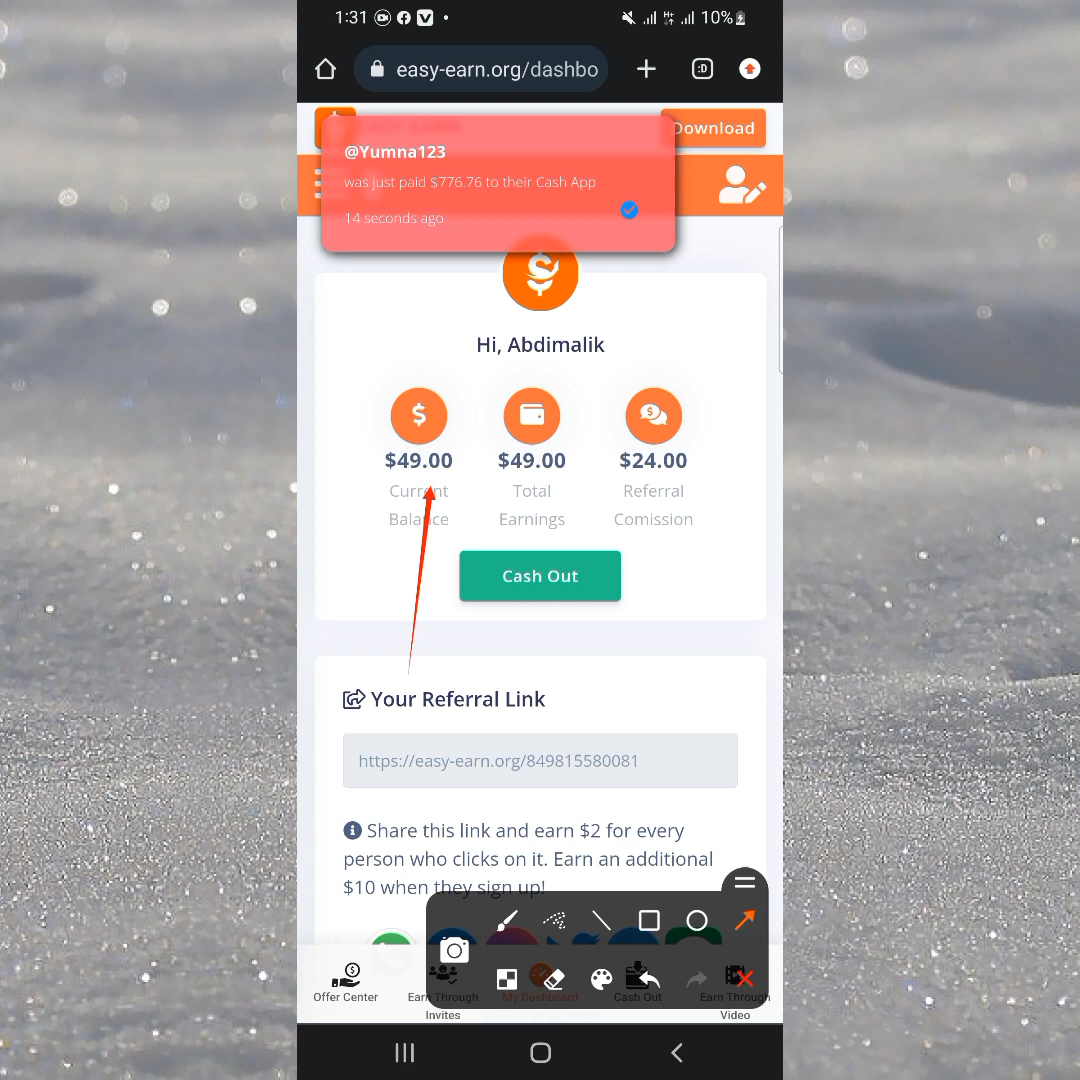 1:31
10%
easy-earn.org/dashbo
:D
Download
@Yumna123
was just paid $776.76 to their Cash App
14 seconds ago
Hi, Abdimalik
$49.00 $49.00 $24.00
Current Total Referral
Balance Earnings Comission
Cash Out
Your Referral Link
https://easy-earn.org/849815580081
Share this link and earn $2 for every
person who clicks on it. Earn an additional
$10 when they sign up!
Offer Center Earn Through My Dashboard Cash Out Earn Through
Invites Video